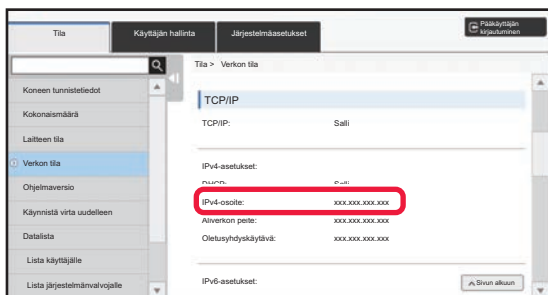 Tila
Käyttäjän hallinta
Järjestelmäasetukset
Pääkäyttäjän
kirjautuminen
Tila > Verkon tila
Koneen tunnistetiedot
Kokonaismäärä
Laitteen tila
Verkon tila
Ohjelmaversio
Käynnistä virta uudelleen
Datalista
Lista käyttäjälle
Lista järjestelmänvalvojalle
TCP/IP
TCP/IP: Salli
IPv4-asetukset:
DHCP: Salli
IPv4-osoite: xxx.xxx.xxx.xxx
Aliverkon peite: xxx.xxx.xxx.xxx
Oletusyhdyskäytävä: xxx.xxx.xxx.xxx
IPv6-asetukset:
Sivun alkuun